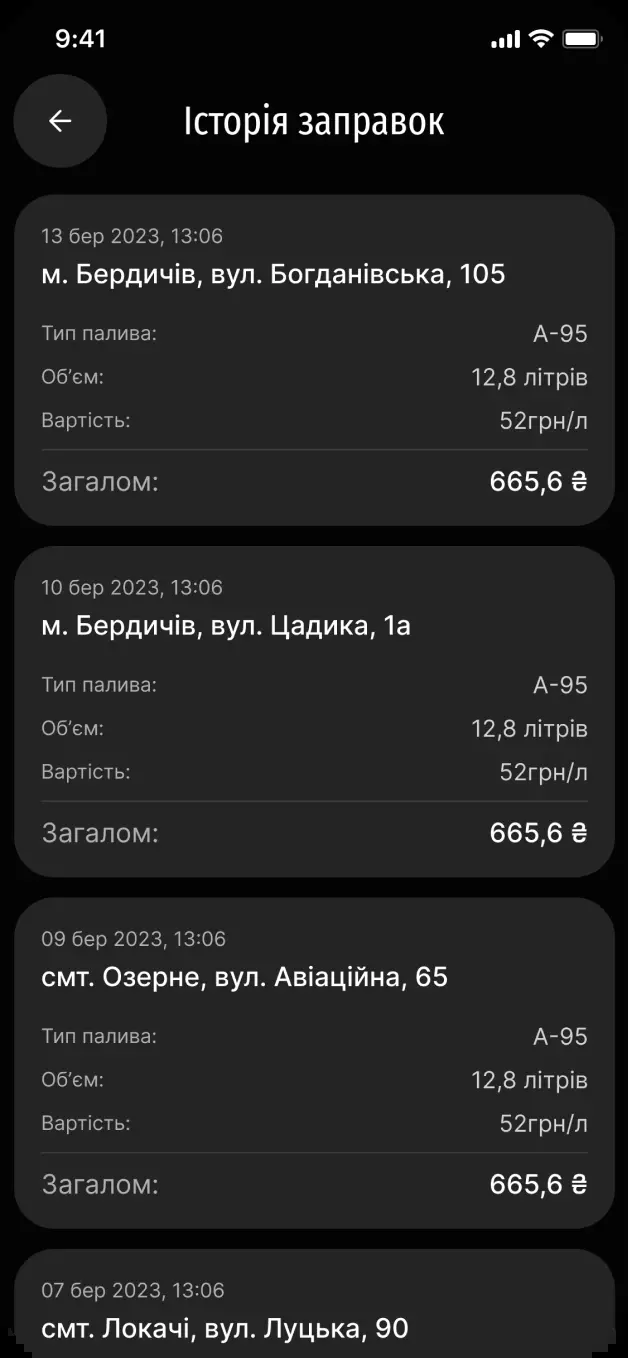 9:41
Історія заправок
13 бер 2023, 13:06
м. Бердичів, вул. Богданівська, 105
Тип палива: А-95
Об’єм: 12,8 літрів
Вартість: 52грн/л
Загалом: 665,6 ₴
10 бер 2023, 13:06
м. Бердичів, вул. Цадика, 1а
Тип палива: А-95
Об’єм: 12,8 літрів
Вартість: 52грн/л
Загалом: 665,6 ₴
09 бер 2023, 13:06
смт. Озерне, вул. Авіаційна, 65
Тип палива: А-95
Об’єм: 12,8 літрів
Вартість: 52грн/л
Загалом: 665,6 ₴
07 бер 2023, 13:06
смт. Локачі, вул. Луцька, 90